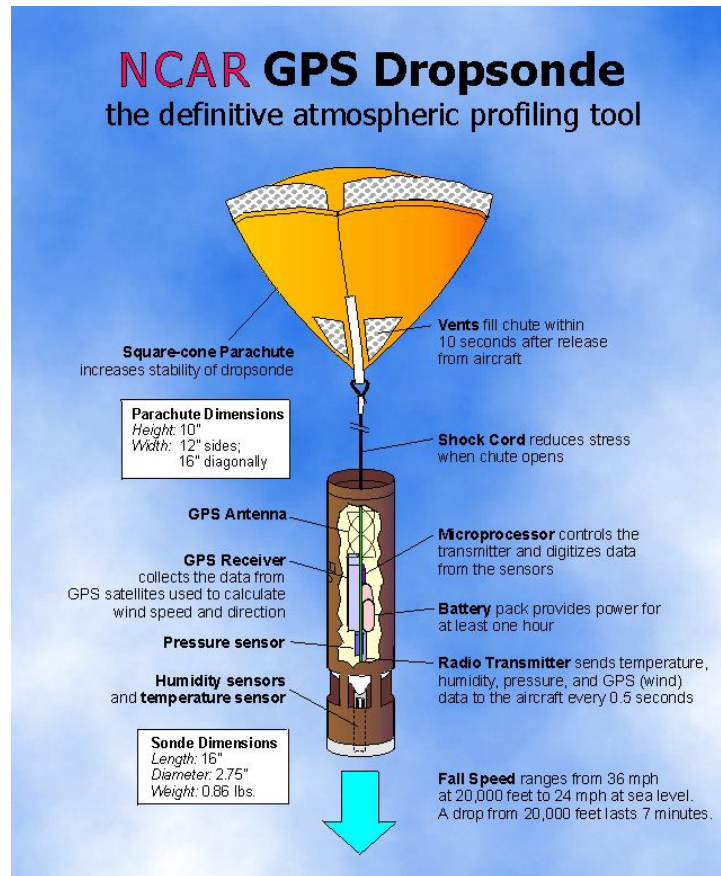 NCAR GPS Dropsonde
the definitive atmospheric profiling tool
Square-cone Parachute
increases stability of dropsonde
Vents fill chute within
10 seconds after release
from aircraft
Parachute Dimensions
Height: 10"
Width: 12" sides;
16" diagonally
Shock Cord reduces stress
when chute opens
GPS Antenna
GPS Receiver
collects the data from
GPS satellites used to calculate
wind speed and direction
Microprocessor controls the
transmitter and digitizes data
from the sensors
Battery pack provides power for
at least one hour
Pressure sensor
Radio Transmitter sends temperature,
humidity, pressure, and GPS (wind)
data to the aircraft every 0.5 seconds
Humidity sensors
and temperature sensor
Sonde Dimensions
Length: 16"
Diameter: 2.75"
Weight: 0.86 lbs.
Fall Speed ranges from 36 mph
at 20,000 feet to 24 mph at sea level.
A drop from 20,000 feet lasts 7 minutes.